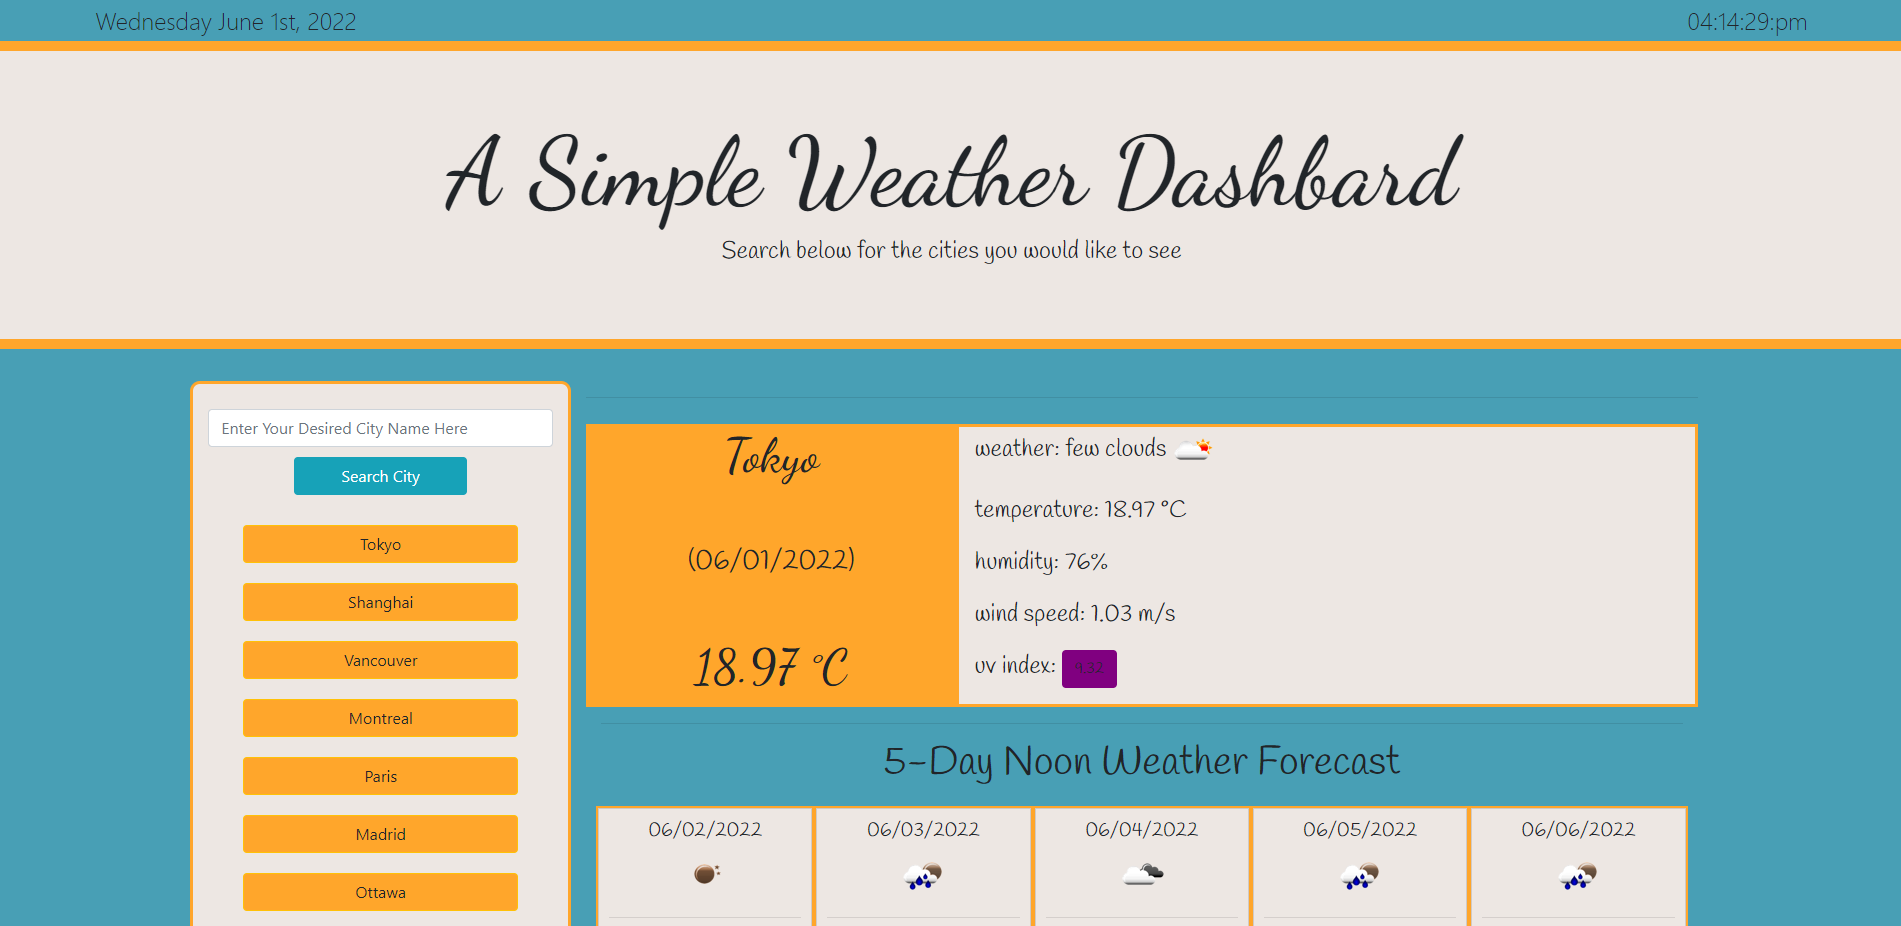 Wednesday June 1st, 2022
04:14:29:pm
A Simple Weather Dashbard
Search below for the cities you would like to see
Enter Your Desired City Name Here
Search City
Tokyo
Shanghai
Vancouver
Montreal
Paris
Madrid
Ottawa
Tokyo
(06/01/2022)
18.97 °C
weather: few clouds
temperature: 18.97 °C
humidity: 76%
wind speed: 1.03 m/s
uv index: 9.32
5-Day Noon Weather Forecast
06/02/2022
06/03/2022
06/04/2022
06/05/2022
06/06/2022